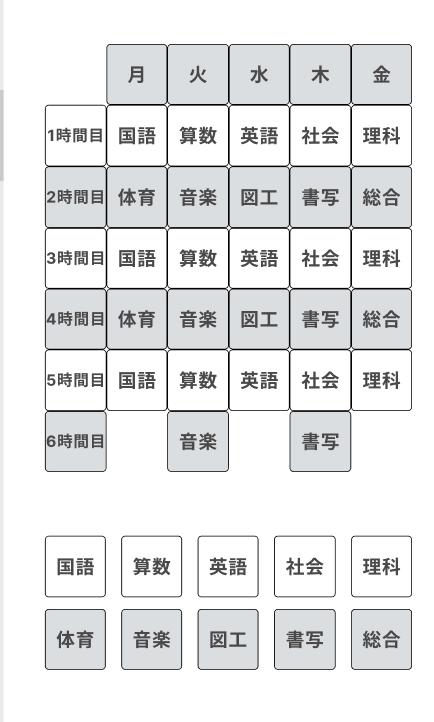 月 火 水 木 金
1時間目 国語 算数 英語 社会 理科
2時間目 体育 音楽 図工 書写 総合
3時間目 国語 算数 英語 社会 理科
4時間目 体育 音楽 図工 書写 総合
5時間目 国語 算数 英語 社会 理科
6時間目 音楽 書写
国語 算数 英語 社会 理科
体育 音楽 図工 書写 総合